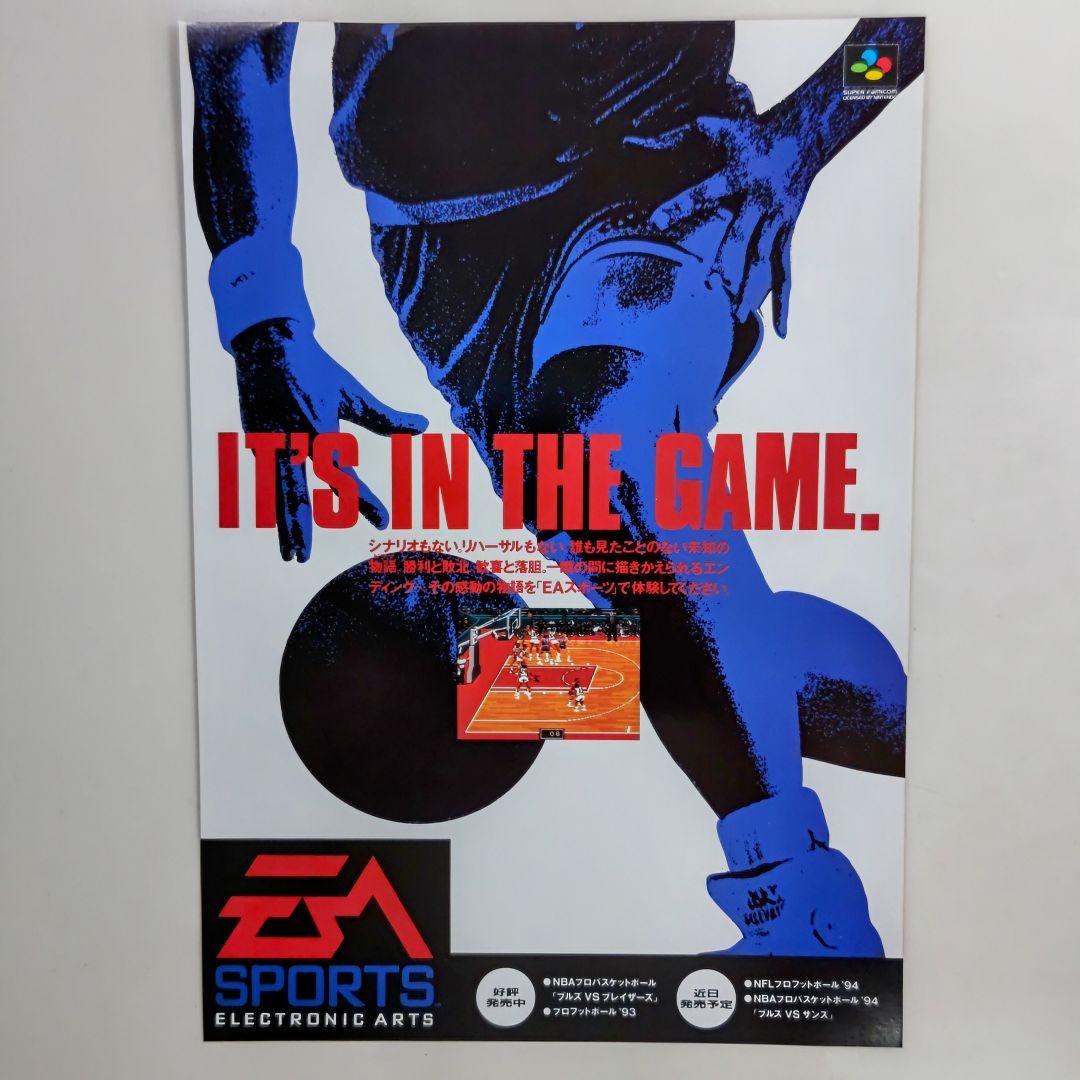 SUPER FAMICOM
LICENSED BY NINTENDO
IT'S IN THE GAME.
シナリオもない。リハーサルもない。誰も見たことのない未知の
物語。勝利と敗北、歓喜と落胆。一瞬の間に描きかえられるエン
ディング。その感動の物語を「EAスポーツ」で体験してください。
08
EA
SPORTS™
ELECTRONIC ARTS
好評
発売中
●NBAプロバスケットボール
「ブルズ VS ブレイザーズ」
●プロフットボール '93
近日
発売予定
●NFLプロフットボール '94
●NBAプロバスケットボール '94
「ブルズ VS サンズ」